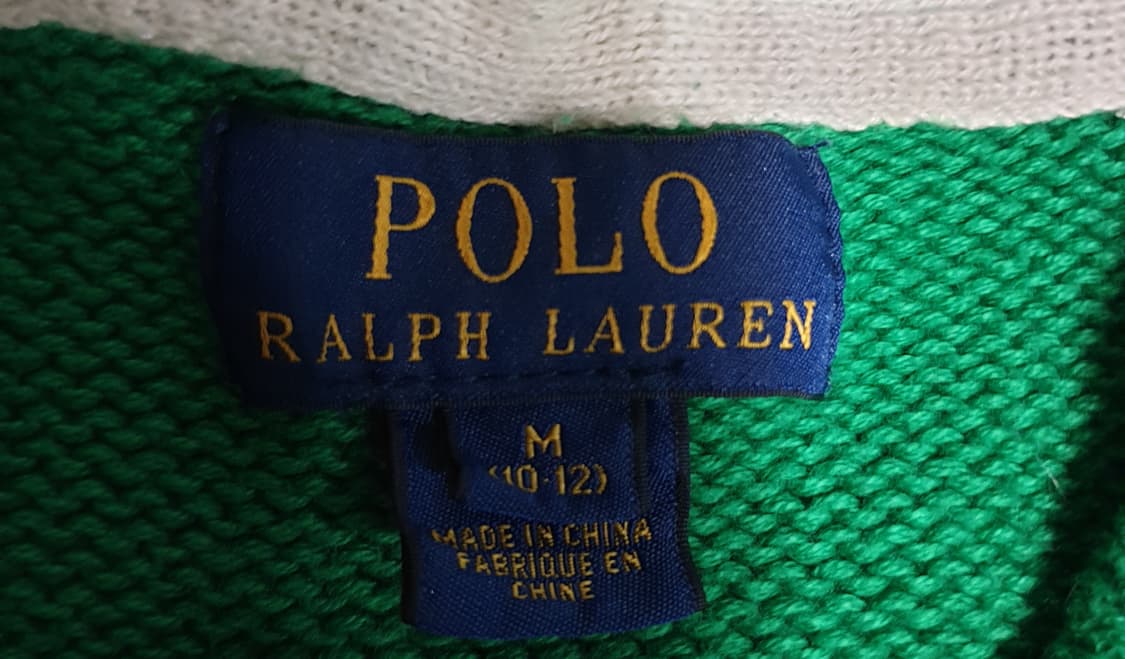 POLO
RALPH LAUREN
M
(10-12)
MADE IN CHINA
FABRIQUE EN
CHINE